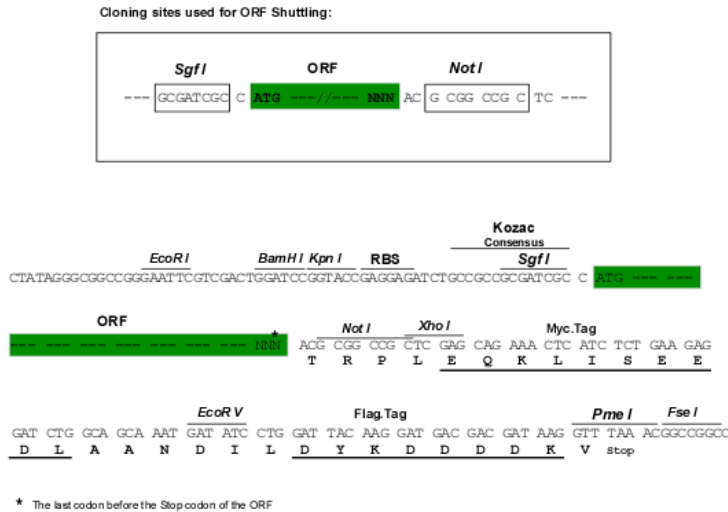 Cloning sites used for ORF Shuttling:
Sgf I ORF Not I
--- GCGATCGC C ATG ---//--- NNN AC G CGG CCG C TC ---
Kozac
Consensus
EcoR I BamH I Kpn I RBS Sgf I
CTATAGGGCGGCCGGGAATTCGTCGACTGGATCCGGTACCGAGGAGATCTGCCGCCGCGATCGC C ATG --- ---
ORF
Not I Xho I Myc.Tag
--- --- --- --- --- --- --- --- NNN* ACG CGG CCG CTC GAG CAG AAA CTC ATC TCT GAA GAG
T R P L E Q K L I S E E
EcoR V Flag.Tag Pme I Fse I
GAT CTG GCA GCA AAT GAT ATC CTG GAT TAC AAG GAT GAC GAC GAT AAG GTT TAA ACGGCCGGCC
D L A A N D I L D Y K D D D D K V Stop
* The last codon before the Stop codon of the ORF